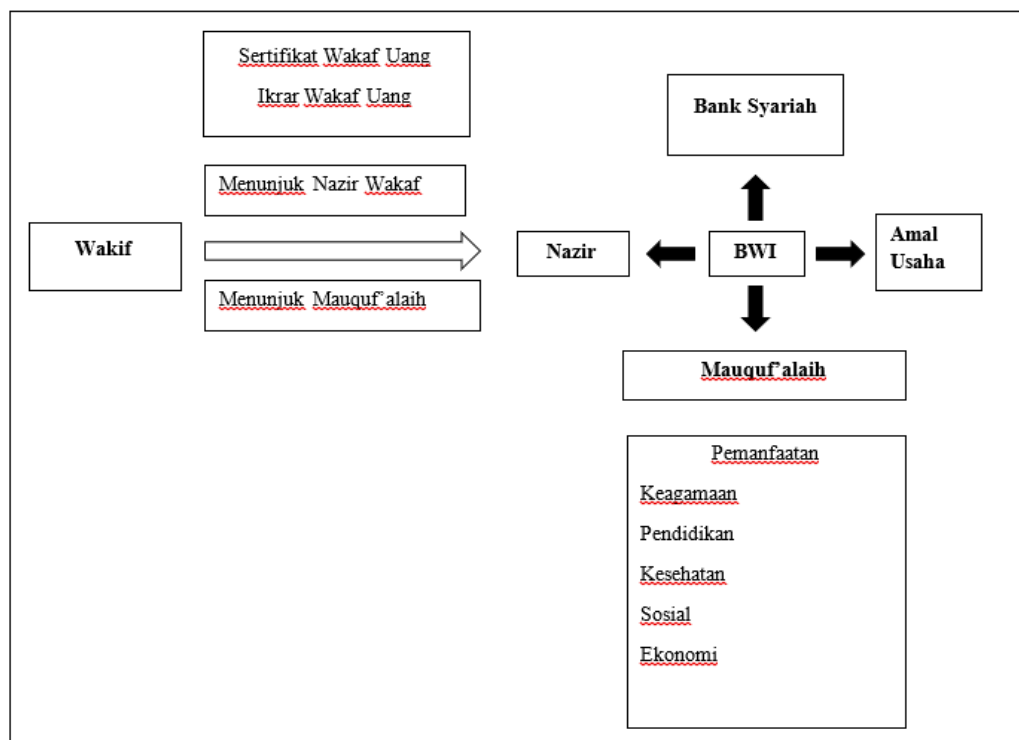 Sertifikat Wakaf Uang
Ikrar Wakaf Uang
Menunjuk Nazir Wakaf
Wakif
Menunjuk Mauquf’alaih
Bank Syariah
Nazir
BWI
Amal
Usaha
Mauquf’alaih
Pemanfaatan
Keagamaan
Pendidikan
Kesehatan
Sosial
Ekonomi